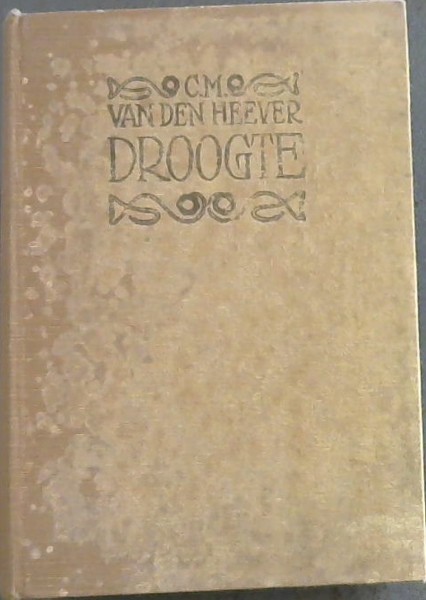 C.M.
VAN DEN HEEVER
DROOGTE